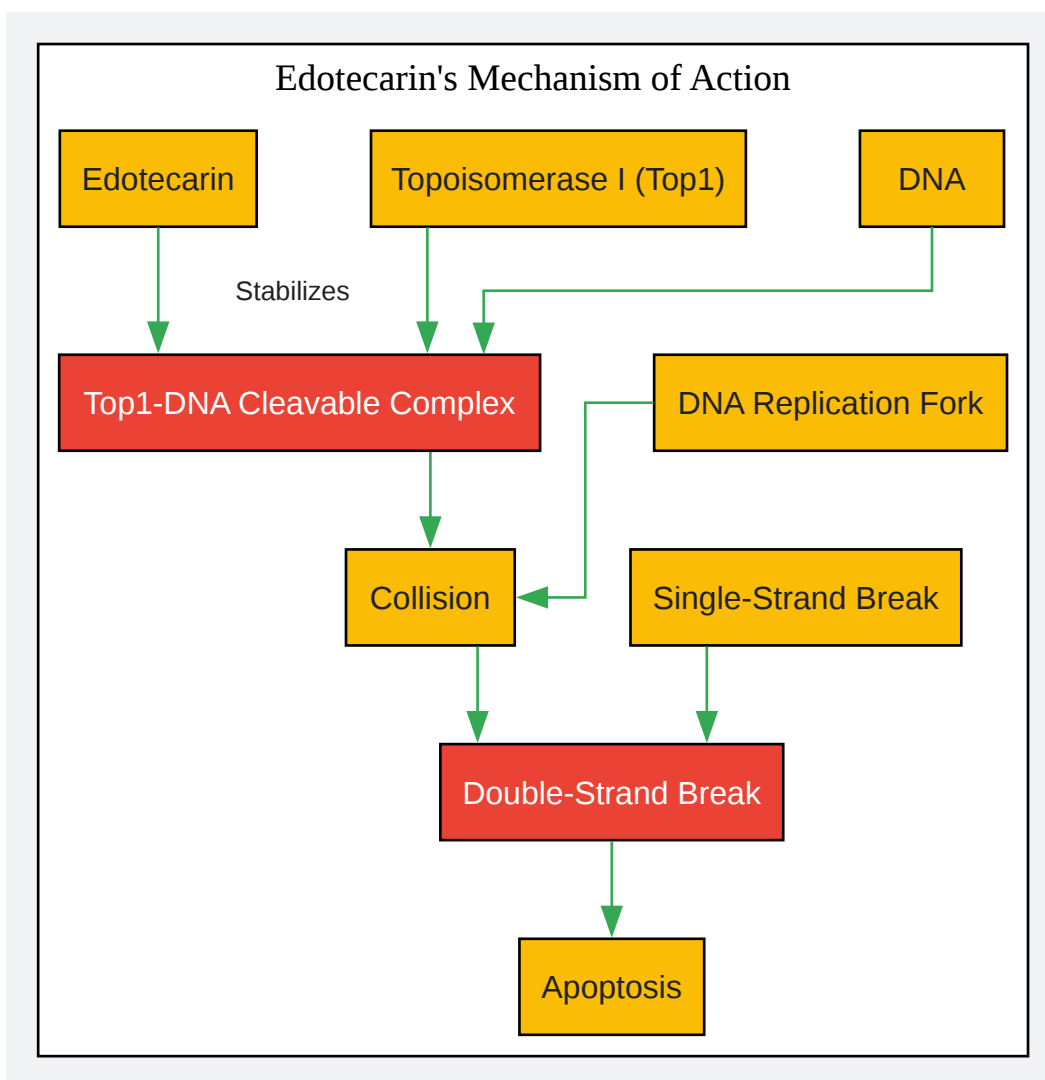 Edotecarin's Mechanism of Action
Edotecarin
Topoisomerase I (Top1)
DNA
Stabilizes
Top1-DNA Cleavable Complex
DNA Replication Fork
Collision
Single-Strand Break
Double-Strand Break
Apoptosis